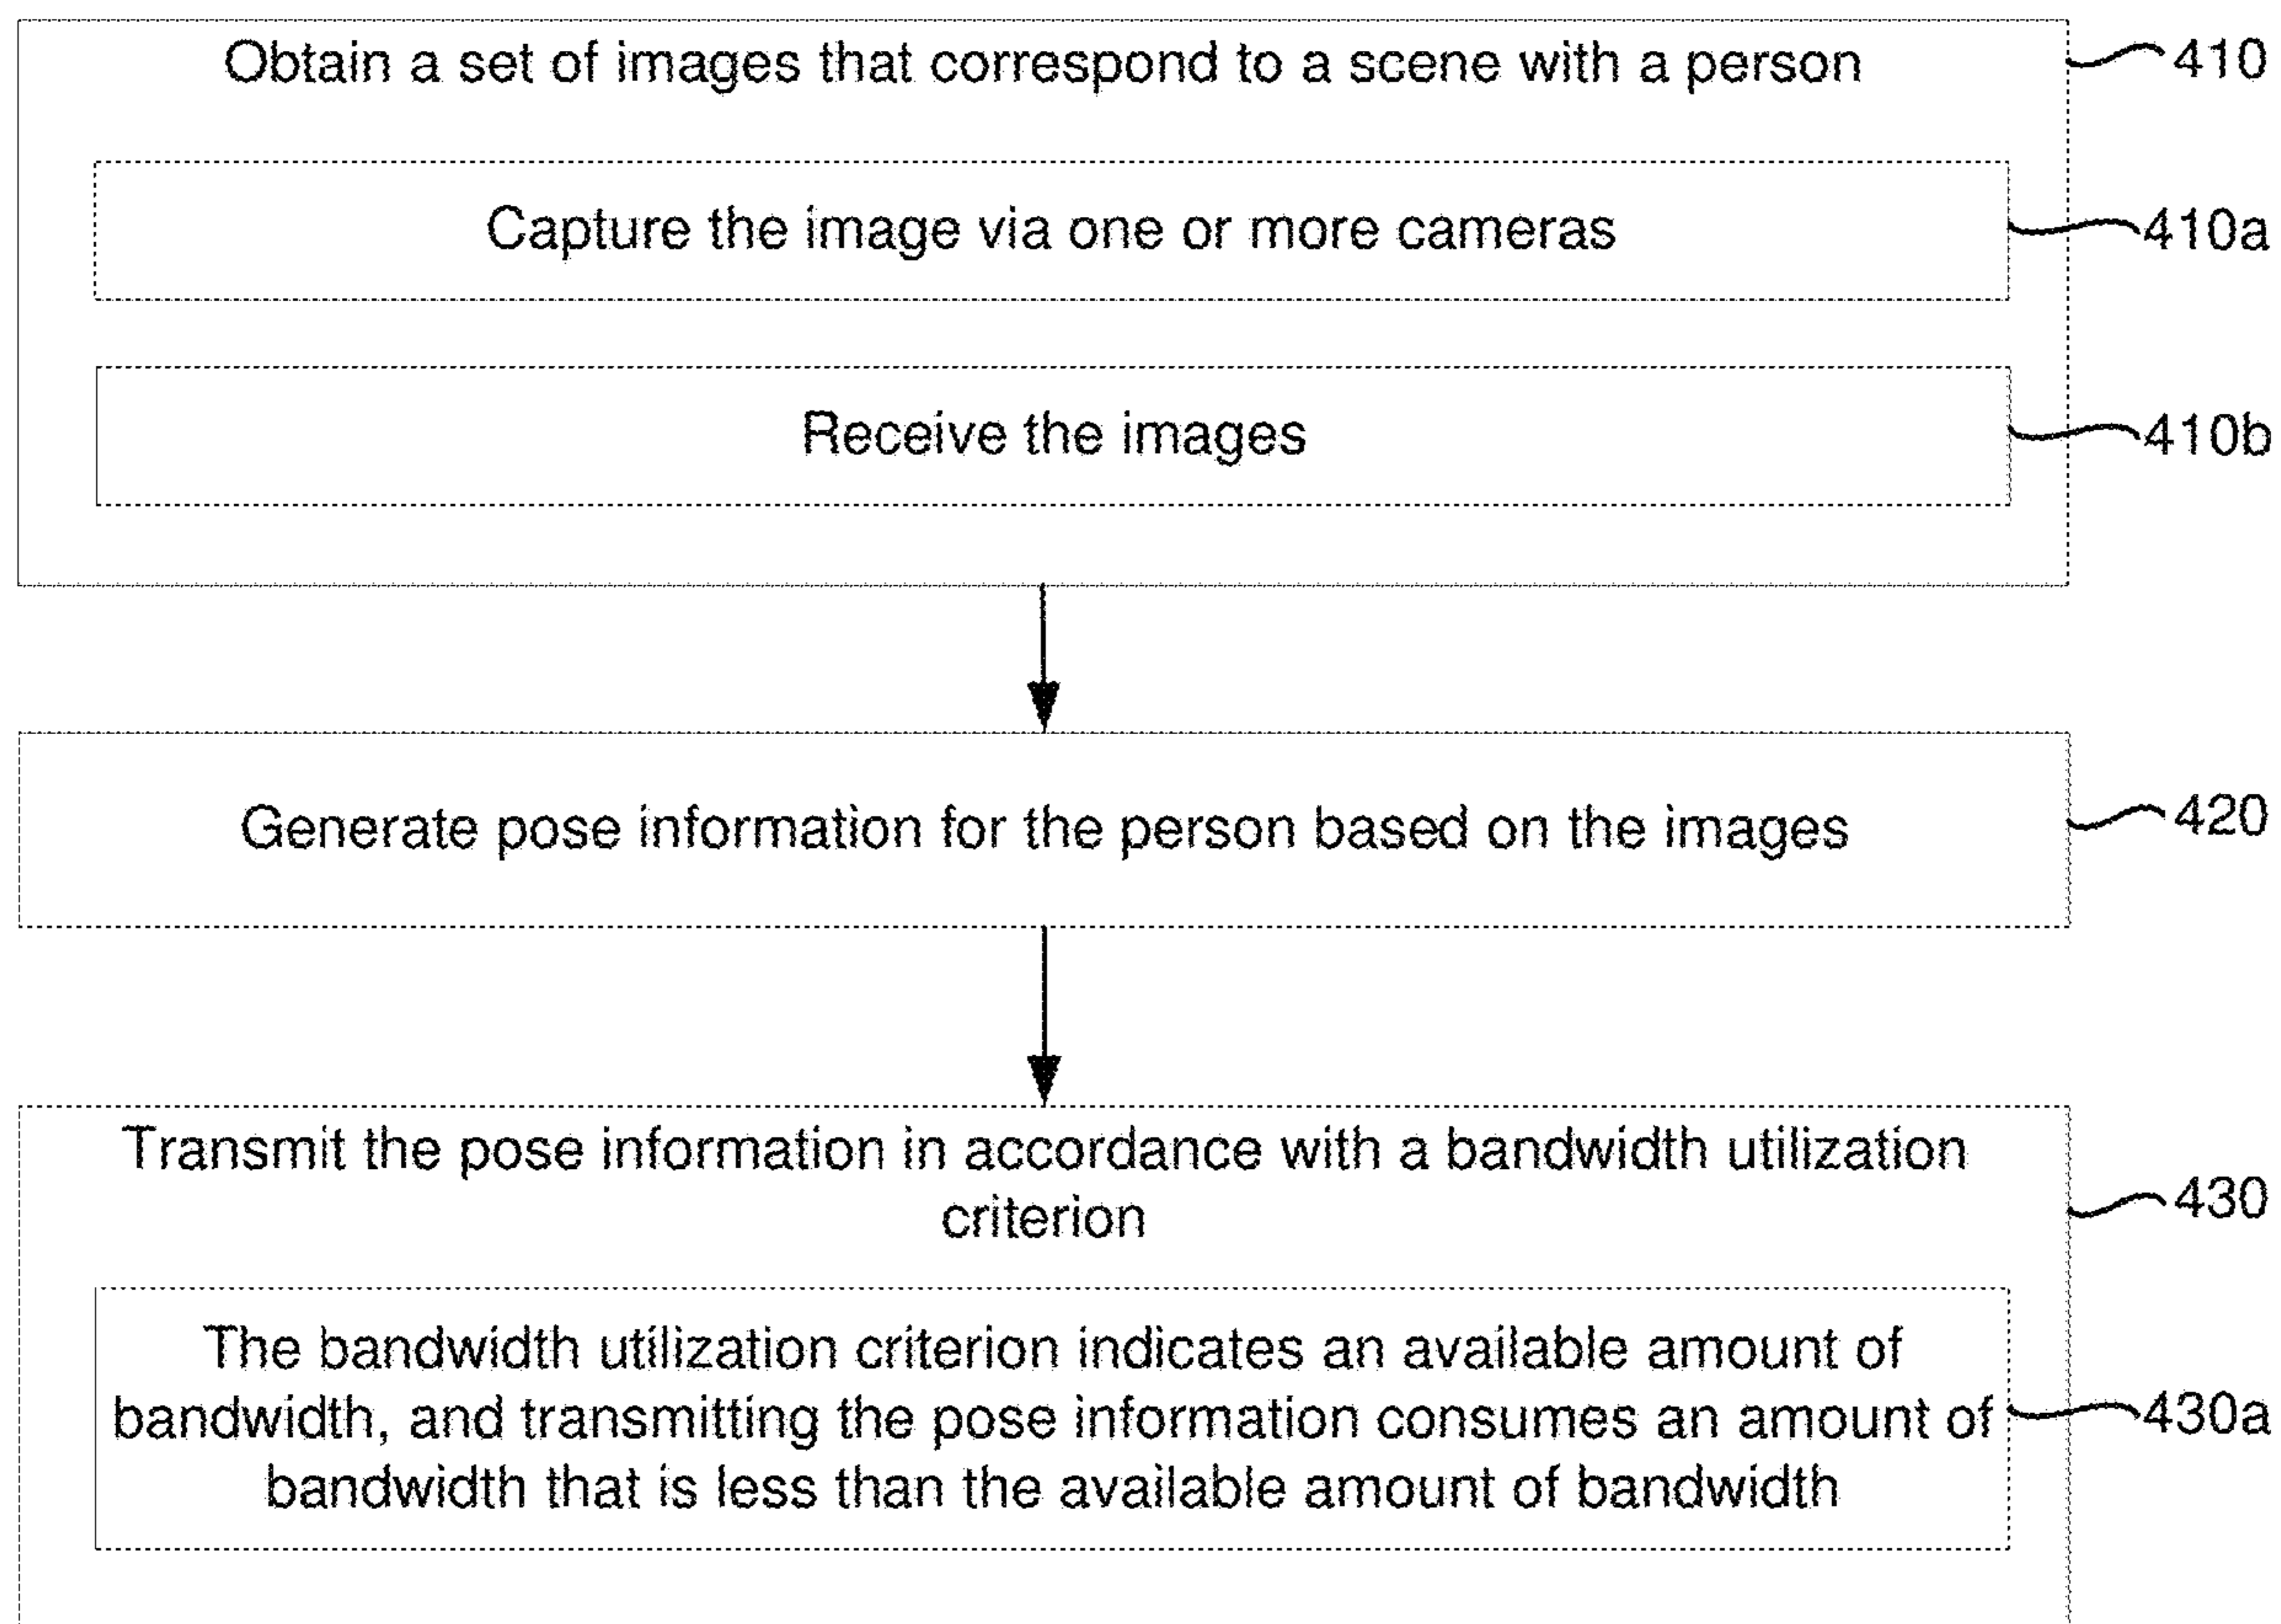 Obtain a set of images that correspond to a scene with a person
410
Capture the image via one or more cameras
410a
Receive the images
410b
Generate pose information for the person based on the images
420
Transmit the pose information in accordance with a bandwidth utilization
criterion
430
The bandwidth utilization criterion indicates an available amount of
bandwidth, and transmitting the pose information consumes an amount of
bandwidth that is less than the available amount of bandwidth
430a